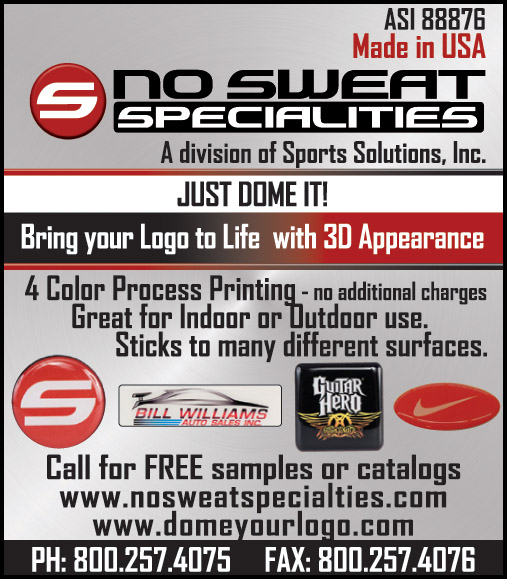 ASI 88876
Made in USA
S
NO SWEAT
SPECIALITIES
A division of Sports Solutions, Inc.
JUST DOME IT!
Bring your Logo to Life with 3D Appearance
4 Color Process Printing - no additional charges
Great for Indoor or Outdoor use.
Sticks to many different surfaces.
S
BILL WILLIAMS
AUTO SALES INC.
GUITAR
HERO
Call for FREE samples or catalogs
www.nosweatspecialties.com
www.domeyourlogo.com
PH: 800.257.4075 FAX: 800.257.4076